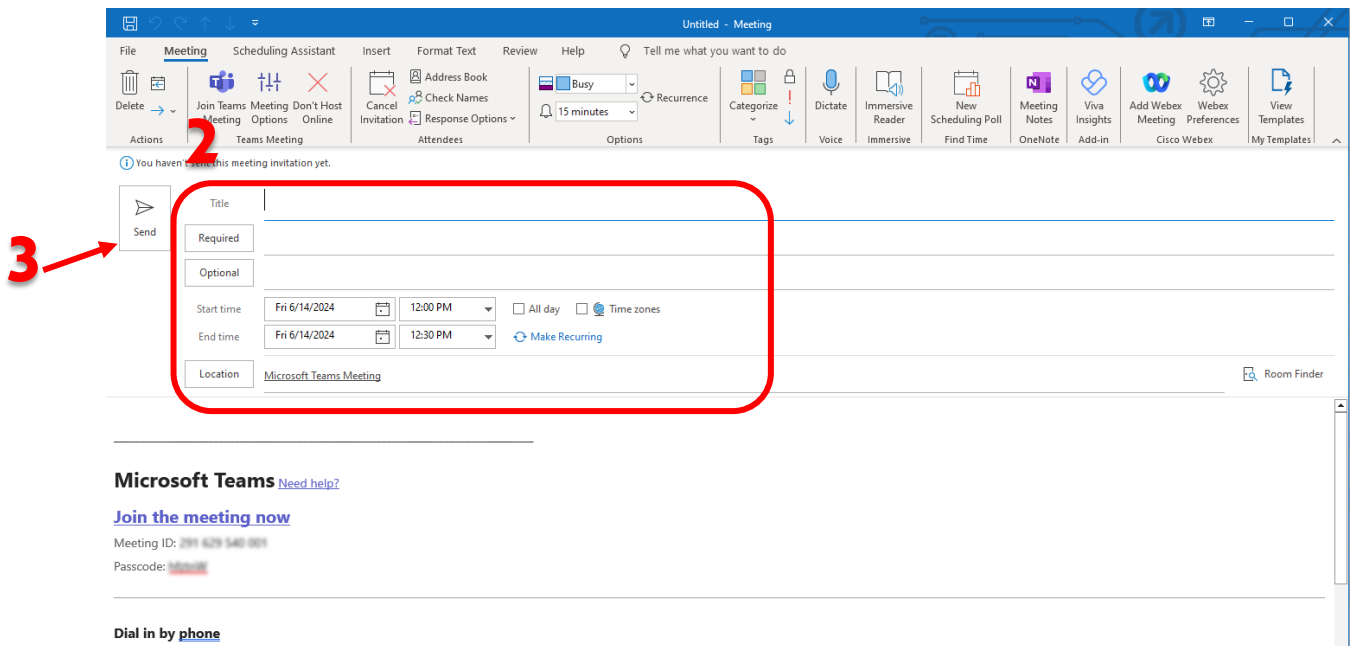 Untitled - Meeting
File Meeting Scheduling Assistant Insert Format Text Review Help Tell me what you want to do
Delete
Join Teams Meeting
Meeting Options
Don't Host Online
Cancel Invitation
Address Book
Check Names
Response Options
Busy
15 minutes
Recurrence
Categorize
Dictate
Immersive Reader
New Scheduling Poll
Meeting Notes
Viva Insights
Add Webex Meeting
Webex Preferences
View Templates
Actions Teams Meeting Attendees Options Tags Voice Immersive Find Time OneNote Add-in Cisco Webex My Templates
2
You haven't sent this meeting invitation yet.
3
Send
Title
Required
Optional
Start time Fri 6/14/2024 12:00 PM All day Time zones
End time Fri 6/14/2024 12:30 PM Make Recurring
Location Microsoft Teams Meeting Room Finder
Microsoft Teams Need help?
Join the meeting now
Meeting ID:
Passcode:
Dial in by phone